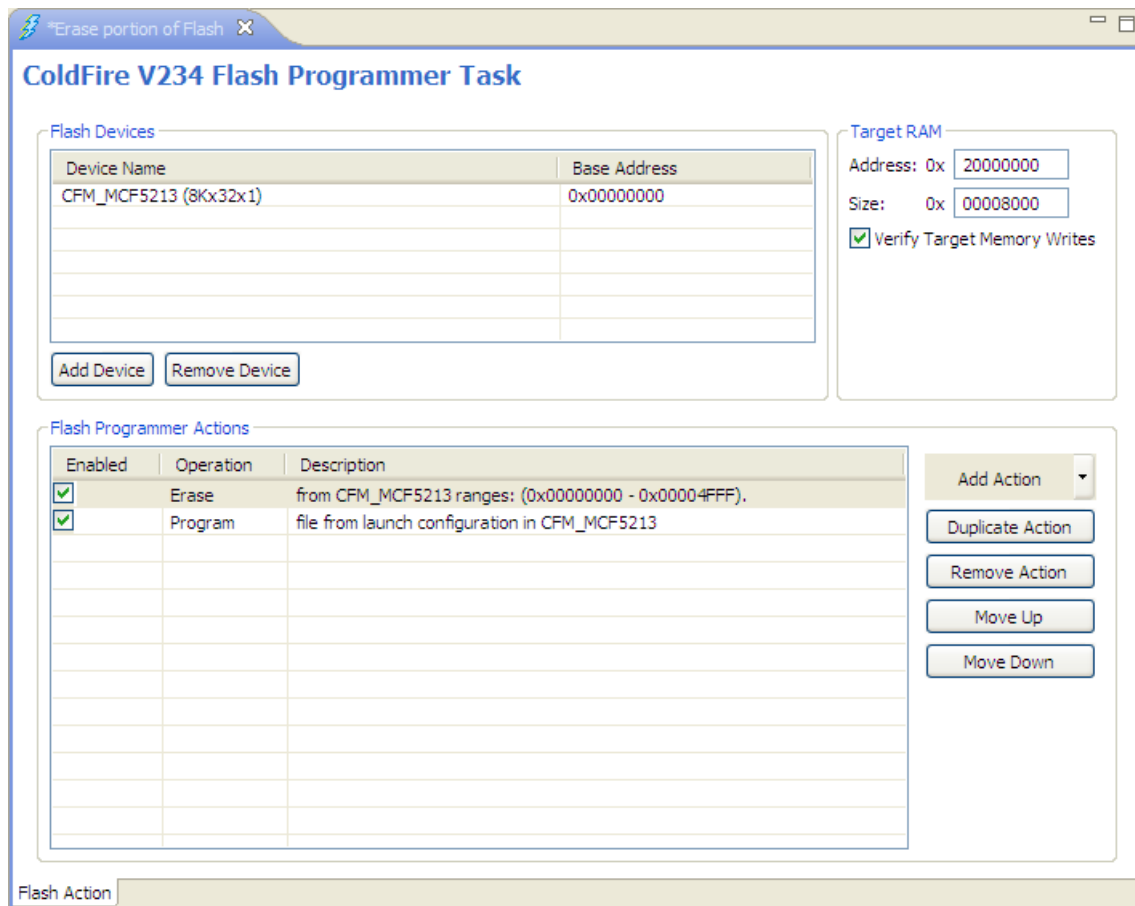 *Erase portion of Flash
ColdFire V234 Flash Programmer Task
Flash Devices
Device Name Base Address
CFM_MCF5213 (8Kx32x1) 0x00000000
Add Device Remove Device
Target RAM
Address: 0x 20000000
Size: 0x 00008000
Verify Target Memory Writes
Flash Programmer Actions
Enabled Operation Description
Erase from CFM_MCF5213 ranges: (0x00000000 - 0x00004FFF).
Program file from launch configuration in CFM_MCF5213
Add Action
Duplicate Action
Remove Action
Move Up
Move Down
Flash Action